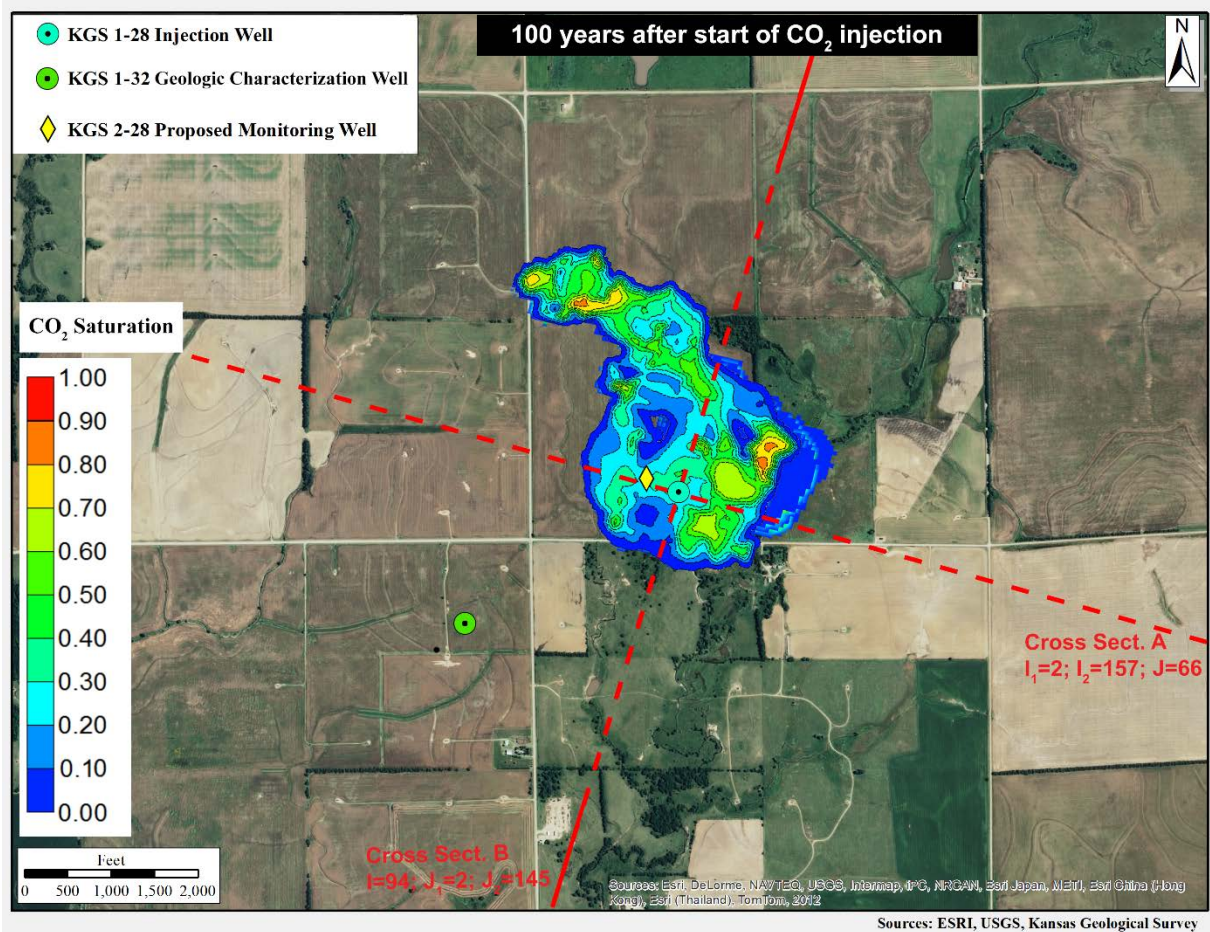 KGS 1-28 Injection Well
KGS 1-32 Geologic Characterization Well
KGS 2-28 Proposed Monitoring Well
100 years after start of CO₂ injection
N
CO₂ Saturation
1.00
0.90
0.80
0.70
0.60
0.50
0.40
0.30
0.20
0.10
0.00
Cross Sect. A
I₁=2; I₂=157; J=66
Cross Sect. B
I=94; J₁=2; J₂=145
Feet
0 500 1,000 1,500 2,000
Sources: Esri, DeLorme, NAVTEQ, USGS, Intermap, iPC, NRCAN, Esri Japan, METI, Esri China (Hong
Kong), Esri (Thailand), TomTom, 2012
Sources: ESRI, USGS, Kansas Geological Survey